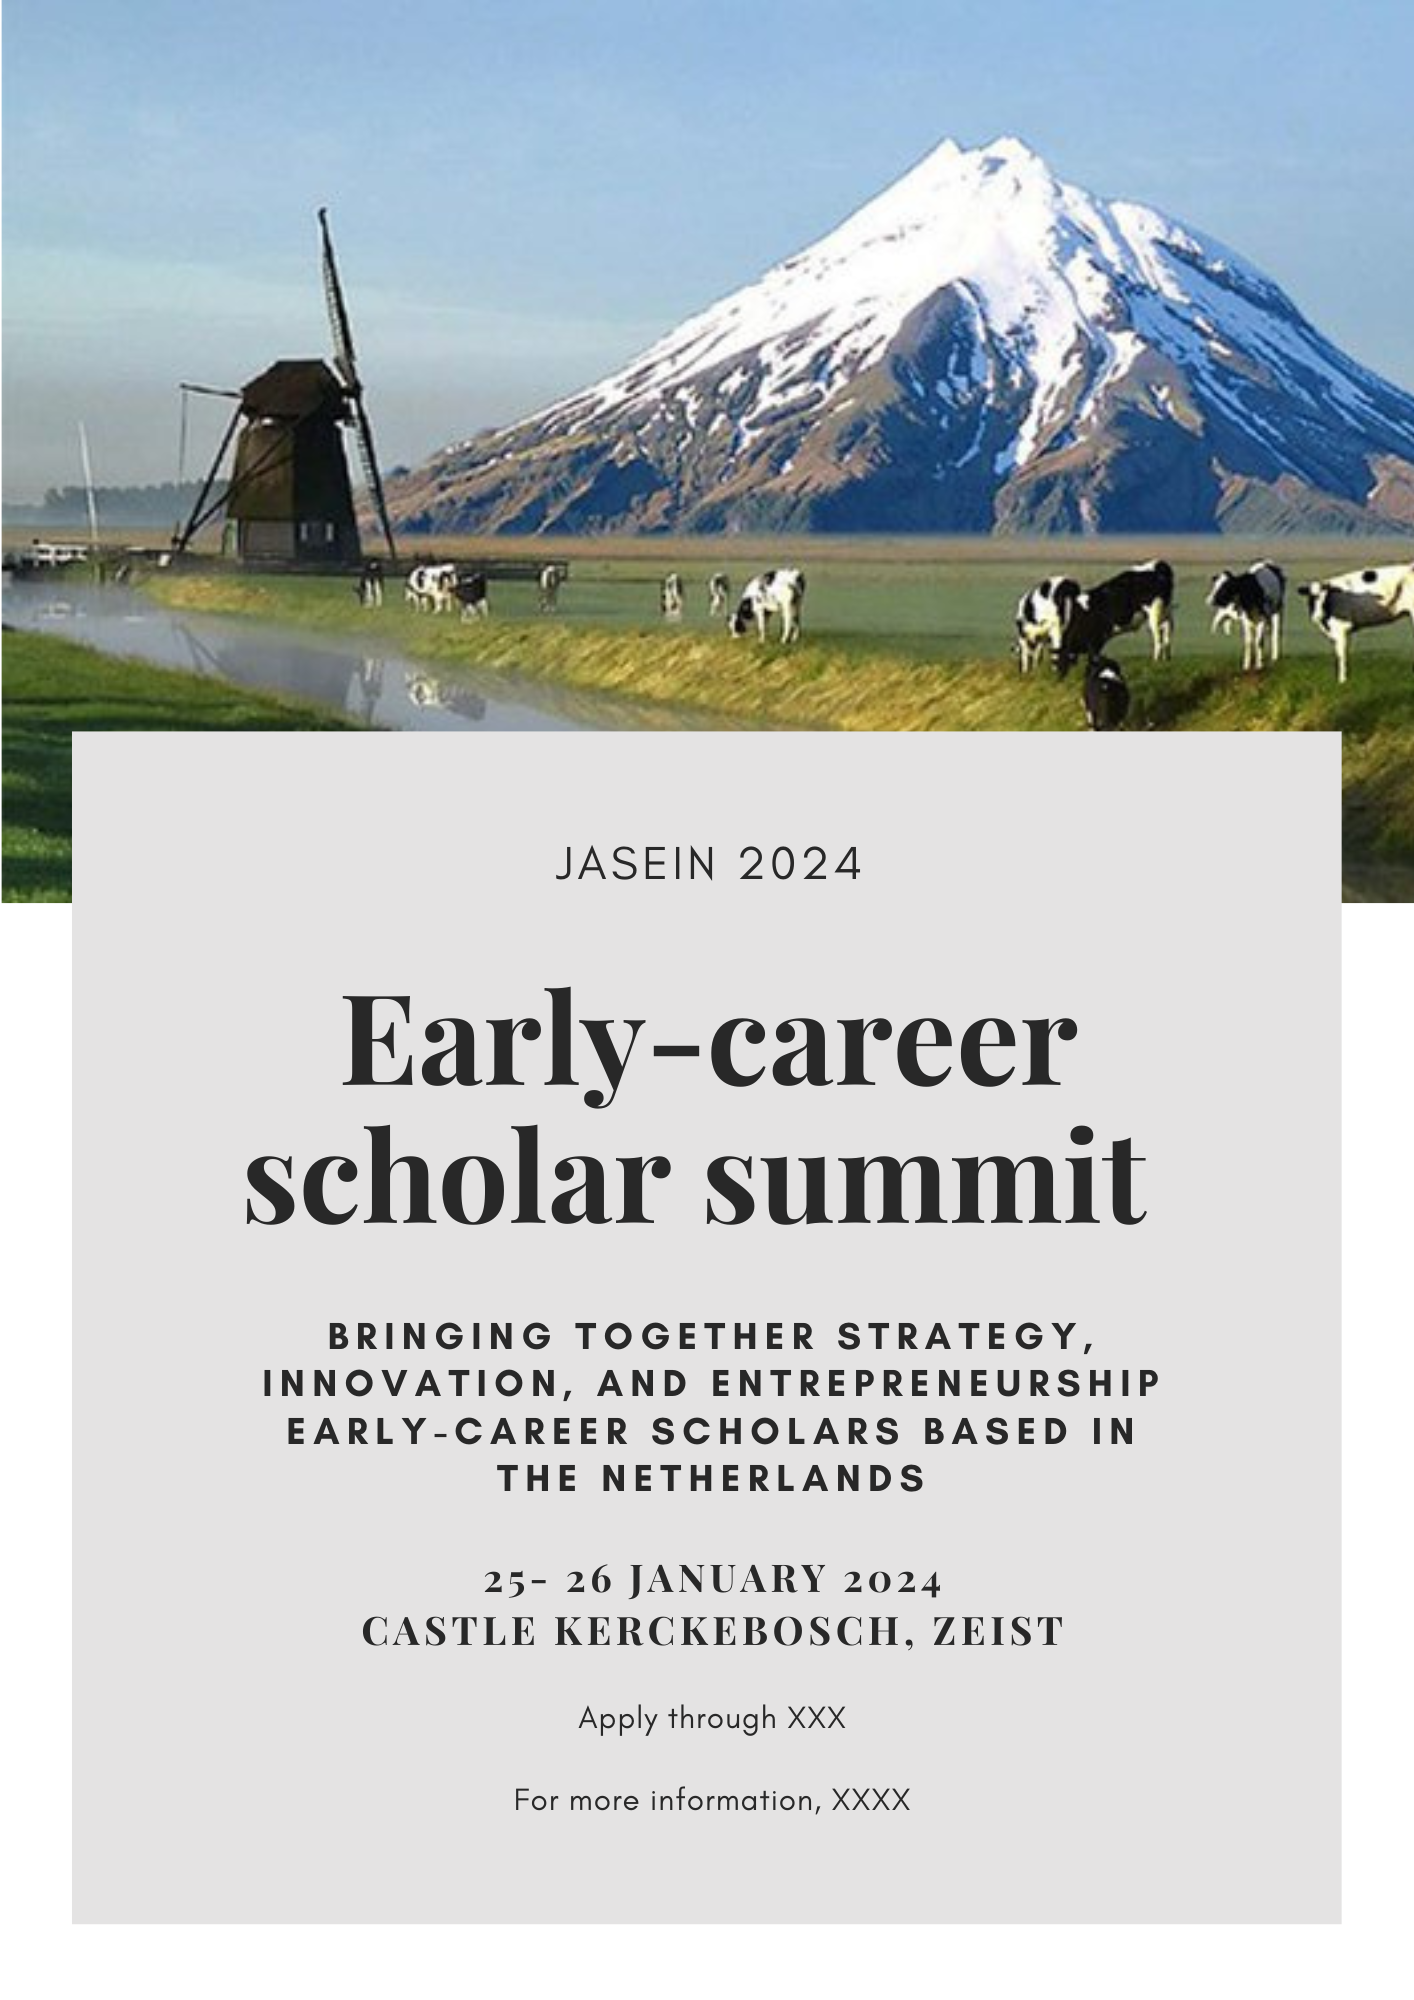 JASEIN 2024
Early-career
scholar summit
BRINGING TOGETHER STRATEGY,
INNOVATION, AND ENTREPRENEURSHIP
EARLY-CAREER SCHOLARS BASED IN
THE NETHERLANDS
25- 26 JANUARY 2024
CASTLE KERCKEBOSCH, ZEIST
Apply through XXX
For more information, XXXX